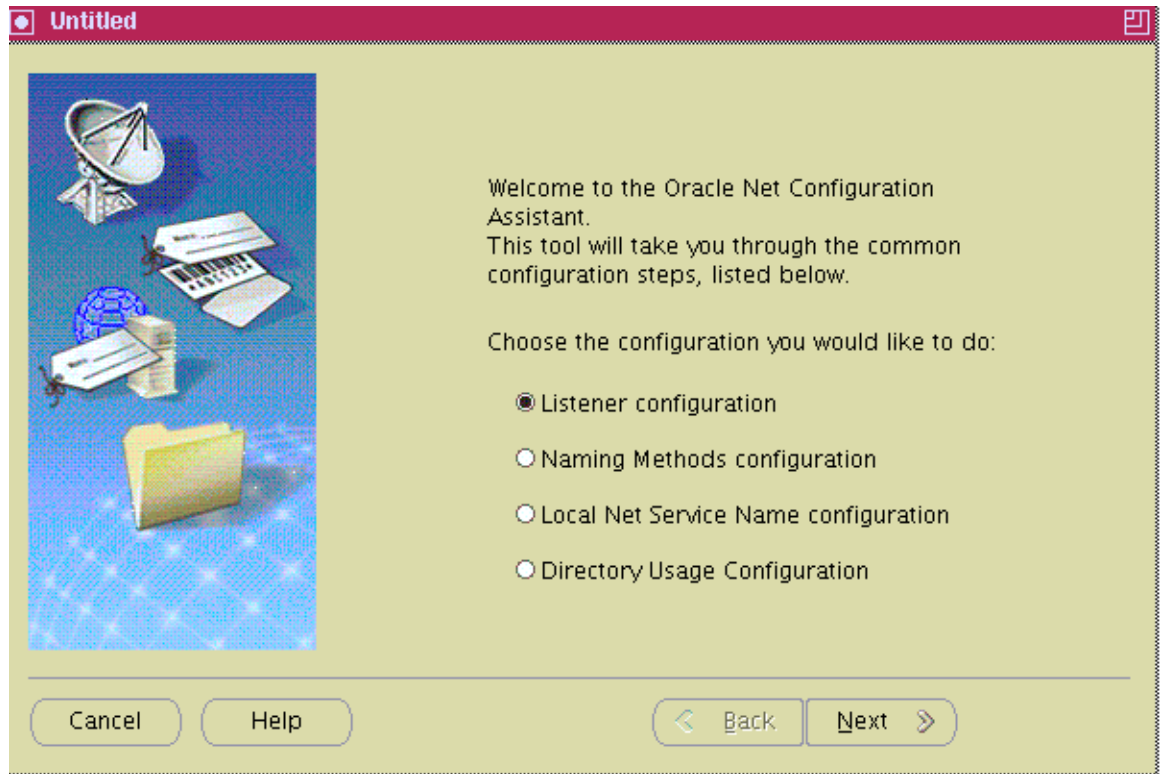 Untitled
Welcome to the Oracle Net Configuration
Assistant.
This tool will take you through the common
configuration steps, listed below.
Choose the configuration you would like to do:
Listener configuration
Naming Methods configuration
Local Net Service Name configuration
Directory Usage Configuration
Cancel
Help
Back
Next